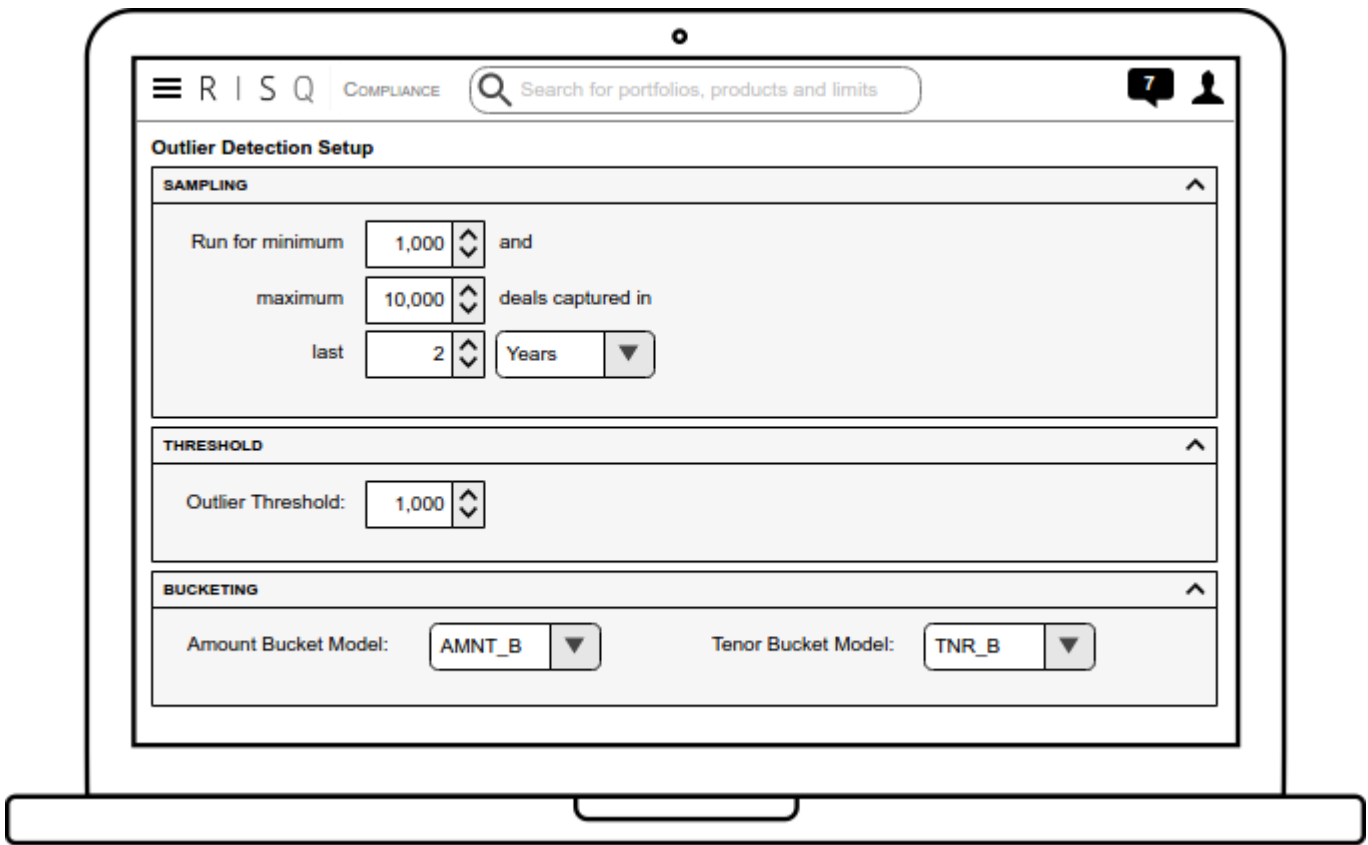 RISQ COMPLIANCE Search for portfolios, products and limits 7
Outlier Detection Setup
SAMPLING
Run for minimum 1,000 and
maximum 10,000 deals captured in
last 2 Years
THRESHOLD
Outlier Threshold: 1,000
BUCKETING
Amount Bucket Model: AMNT_B Tenor Bucket Model: TNR_B